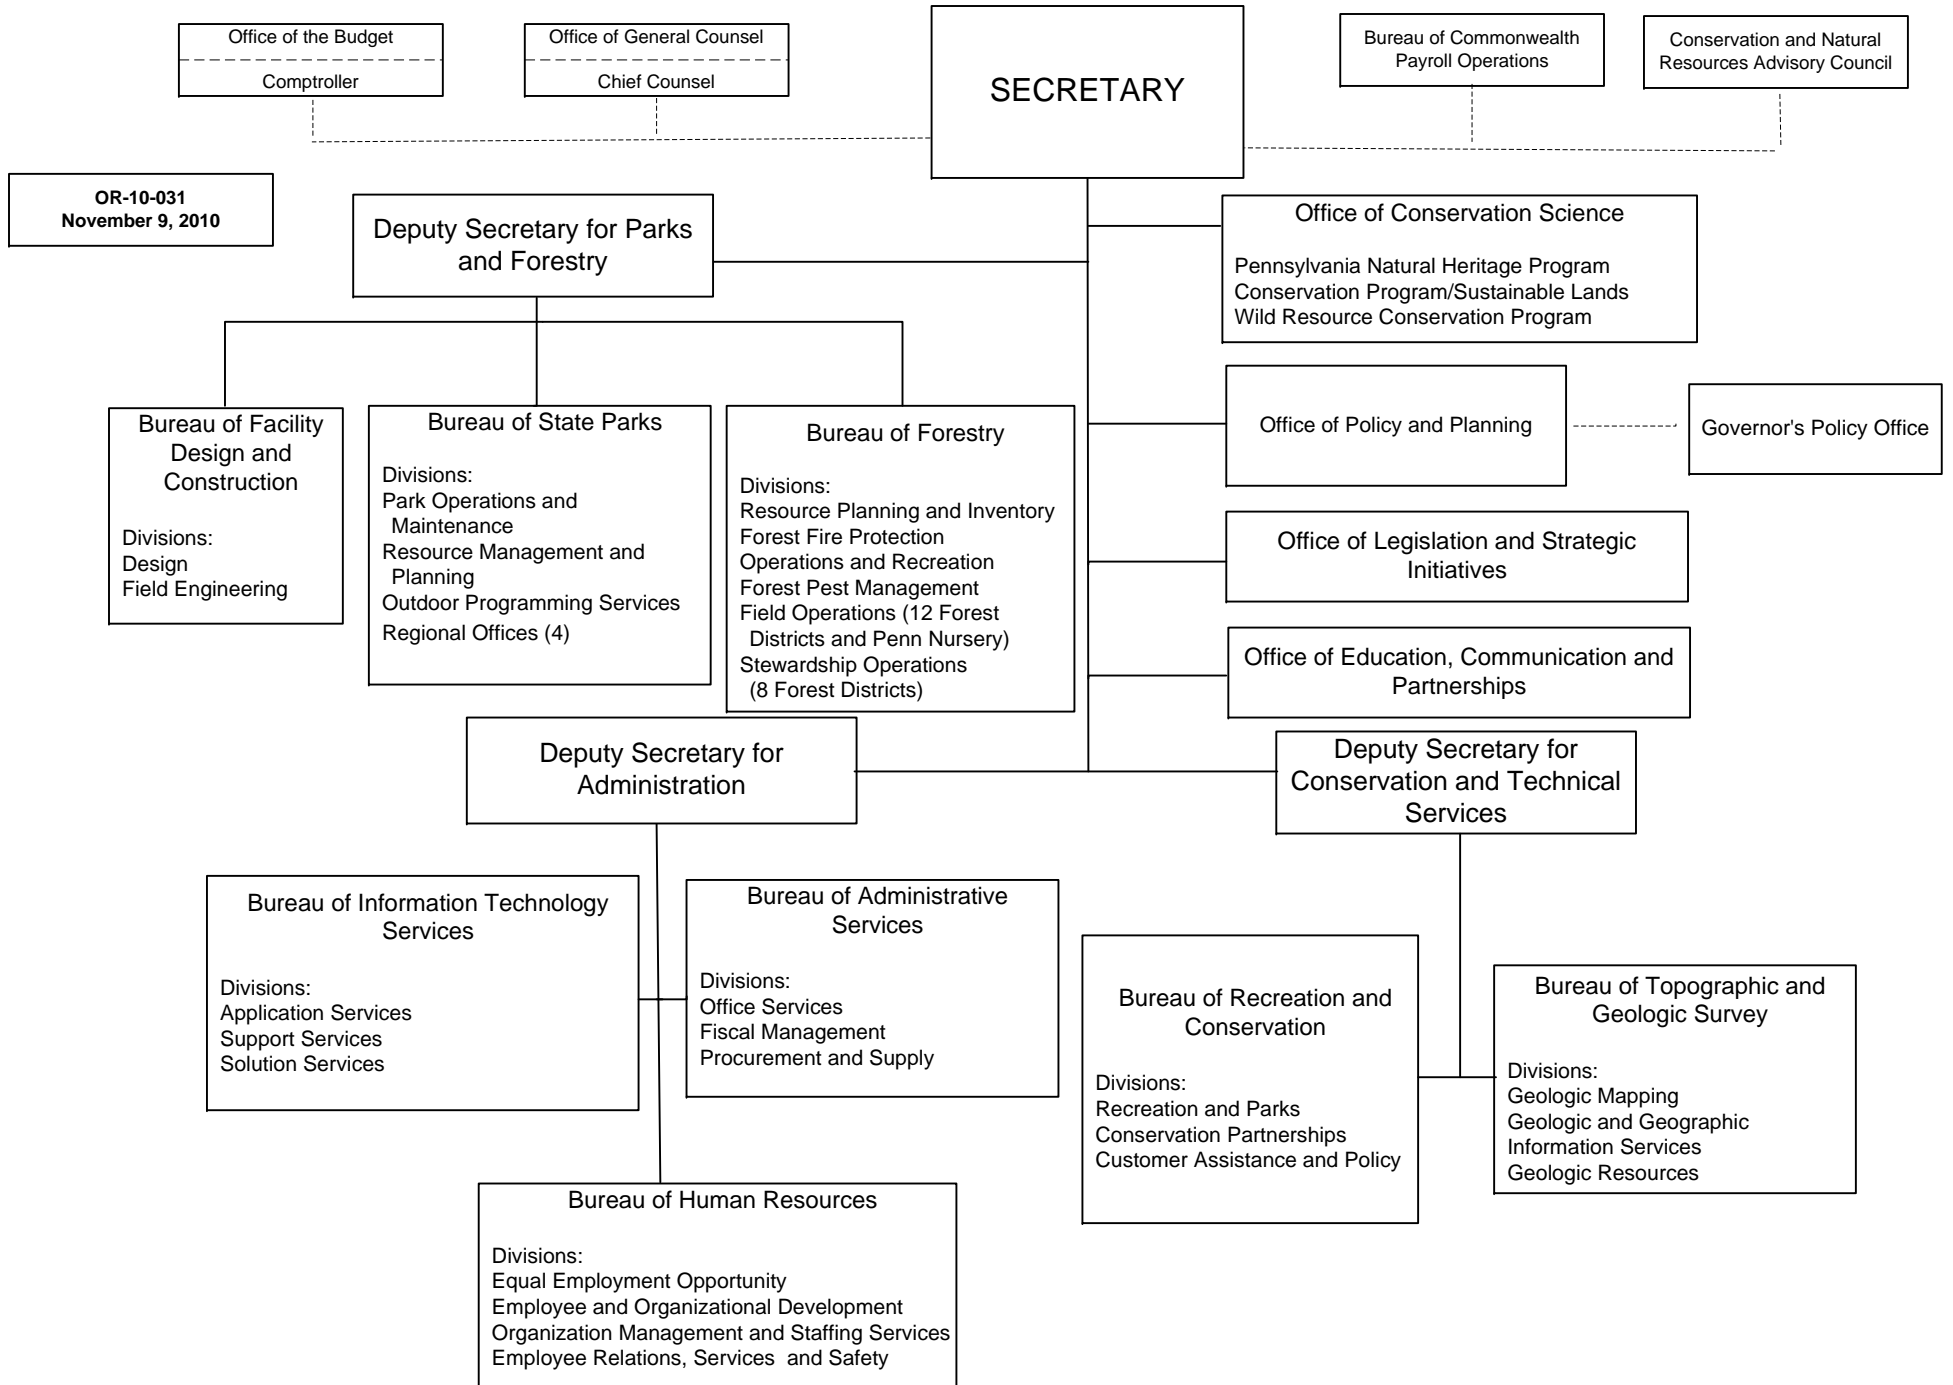 Office of the Budget
Comptroller
Office of General Counsel
Chief Counsel
SECRETARY
Bureau of Commonwealth
Payroll Operations
Conservation and Natural
Resources Advisory Council
OR-10-031
November 9, 2010
Deputy Secretary for Parks
and Forestry
Office of Conservation Science
Pennsylvania Natural Heritage Program
Conservation Program/Sustainable Lands
Wild Resource Conservation Program
Bureau of Facility
Design and
Construction
Divisions:
Design
Field Engineering
Bureau of State Parks
Divisions:
Park Operations and
Maintenance
Resource Management and
Planning
Outdoor Programming Services
Regional Offices (4)
Bureau of Forestry
Divisions:
Resource Planning and Inventory
Forest Fire Protection
Operations and Recreation
Forest Pest Management
Field Operations (12 Forest
Districts and Penn Nursery)
Stewardship Operations
(8 Forest Districts)
Office of Policy and Planning
Governor's Policy Office
Office of Legislation and Strategic
Initiatives
Office of Education, Communication and
Partnerships
Deputy Secretary for
Administration
Deputy Secretary for
Conservation and Technical
Services
Bureau of Information Technology
Services
Divisions:
Application Services
Support Services
Solution Services
Bureau of Administrative
Services
Divisions:
Office Services
Fiscal Management
Procurement and Supply
Bureau of Recreation and
Conservation
Divisions:
Recreation and Parks
Conservation Partnerships
Customer Assistance and Policy
Bureau of Topographic and
Geologic Survey
Divisions:
Geologic Mapping
Geologic and Geographic
Information Services
Geologic Resources
Bureau of Human Resources
Divisions:
Equal Employment Opportunity
Employee and Organizational Development
Organization Management and Staffing Services
Employee Relations, Services  and Safety